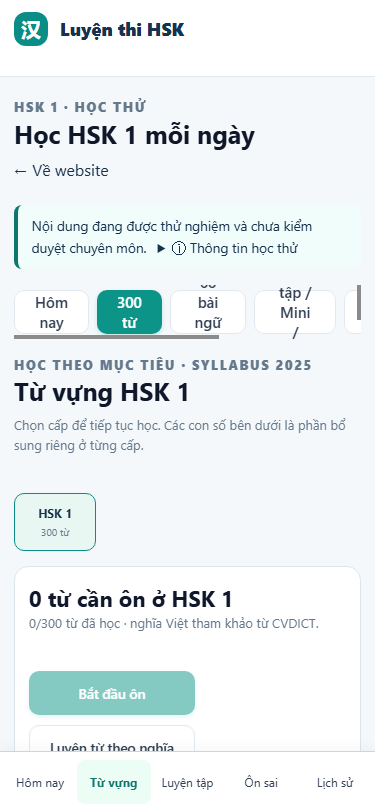 汉 Luyện thi HSK
HSK 1 · HỌC THỬ
Học HSK 1 mỗi ngày
← Về website
Nội dung đang được thử nghiệm và chưa kiểm
duyệt chuyên môn. ▶ ⓘ Thông tin học thử
Hôm nay
300 từ
bài ngữ
tập / Mini /
HỌC THEO MỤC TIÊU · SYLLABUS 2025
Từ vựng HSK 1
Chọn cấp để tiếp tục học. Các con số bên dưới là phần bổ
sung riêng ở từng cấp.
HSK 1
300 từ
0 từ cần ôn ở HSK 1
0/300 từ đã học · nghĩa Việt tham khảo từ CVDICT.
Bắt đầu ôn
Luyện từ theo nghĩa
Hôm nay
Từ vựng
Luyện tập
Ôn sai
Lịch sử